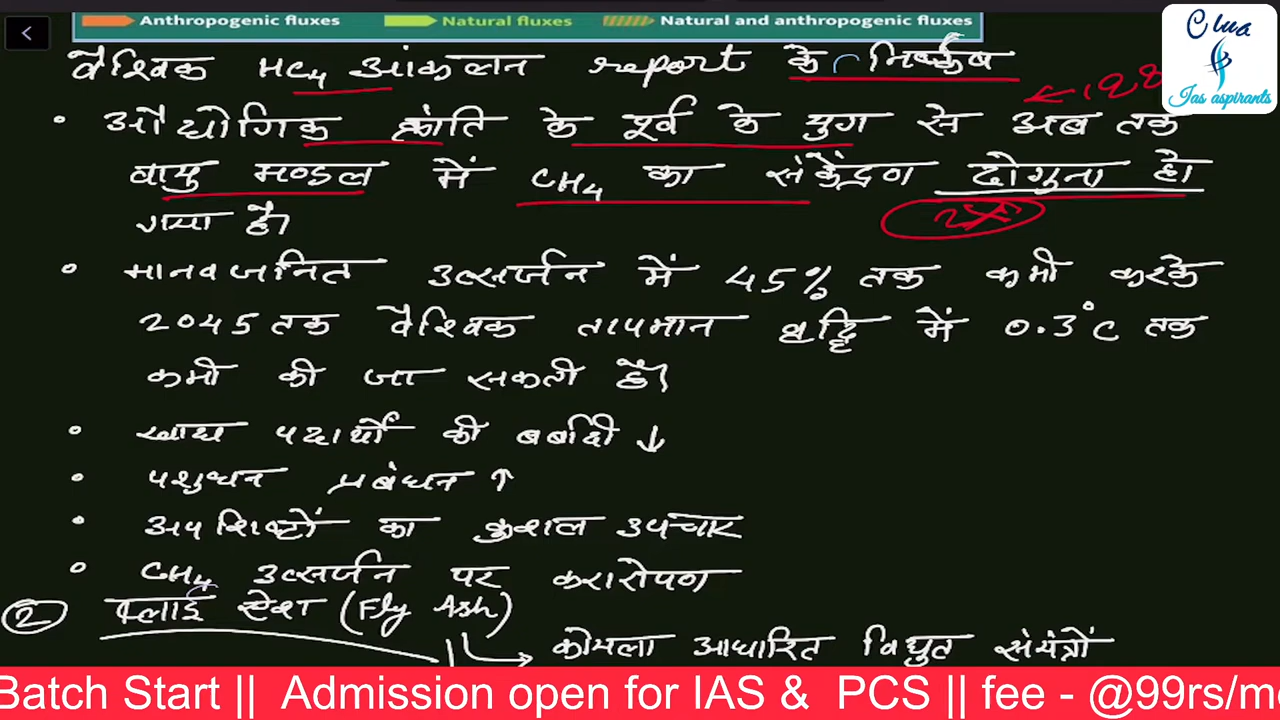 Anthropogenic fluxes Natural fluxes Natural and anthropogenic fluxes
Clua
Ias aspirants
वैश्विक HC4 आंकलन report के निष्कर्ष
• औद्योगिक क्रांति के पूर्व के युग से अब तक
वायु मण्डल में CH4 का संकेंद्रण दोगुना हो
गया है।
• मानवजनित उत्सर्जन में 45% तक कमी करके
2045 तक वैश्विक तापमान वृद्धि में 0.3°C तक
कमी की जा सकती है।
• खाद्य पदार्थों की बर्बादी ↓
• पशुधन प्रबंधन ↑
• अपशिष्टों का कुशल उपचार
• CH4 उत्सर्जन पर करारोपण
② फ्लाई ऐश (Fly Ash)
→ कोयला आधारित विद्युत संयंत्रों
Batch Start || Admission open for IAS & PCS || fee - @99rs/m